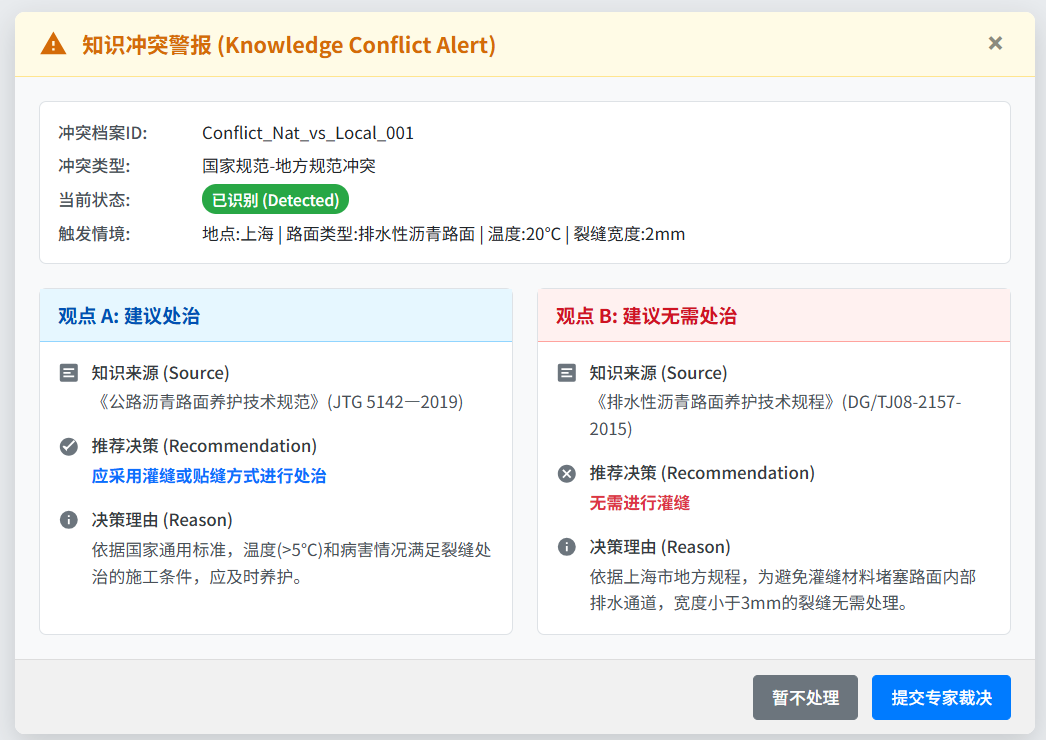 知识冲突警报 (Knowledge Conflict Alert)
冲突档案ID: Conflict_Nat_vs_Local_001
冲突类型: 国家规范-地方规范冲突
当前状态: 已识别 (Detected)
触发情境: 地点:上海 | 路面类型:排水性沥青路面 | 温度:20℃ | 裂缝宽度:2mm
观点 A: 建议处治
知识来源 (Source)
《公路沥青路面养护技术规范》(JTG 5142—2019)
推荐决策 (Recommendation)
应采用灌缝或贴缝方式进行处治
决策理由 (Reason)
依据国家通用标准，温度(>5℃)和病害情况满足裂缝处
治的施工条件，应及时养护。
观点 B: 建议无需处治
知识来源 (Source)
《排水性沥青路面养护技术规程》(DG/TJ08-2157-
2015)
推荐决策 (Recommendation)
无需进行灌缝
决策理由 (Reason)
依据上海市地方规程，为避免灌缝材料堵塞路面内部
排水通道，宽度小于3mm的裂缝无需处理。
暂不处理
提交专家裁决